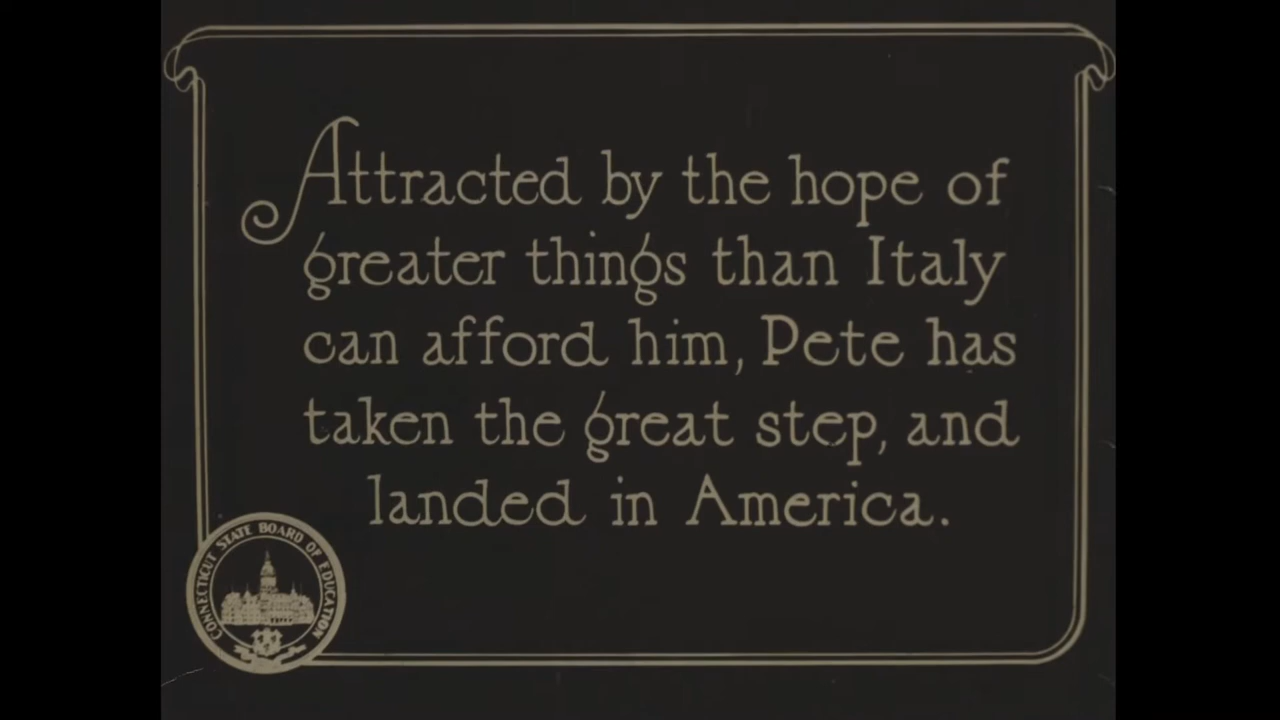 Attracted by the hope of
greater things than Italy
can afford him, Pete has
taken the great step, and
landed in America.
CONNECTICUT STATE BOARD OF EDUCATION